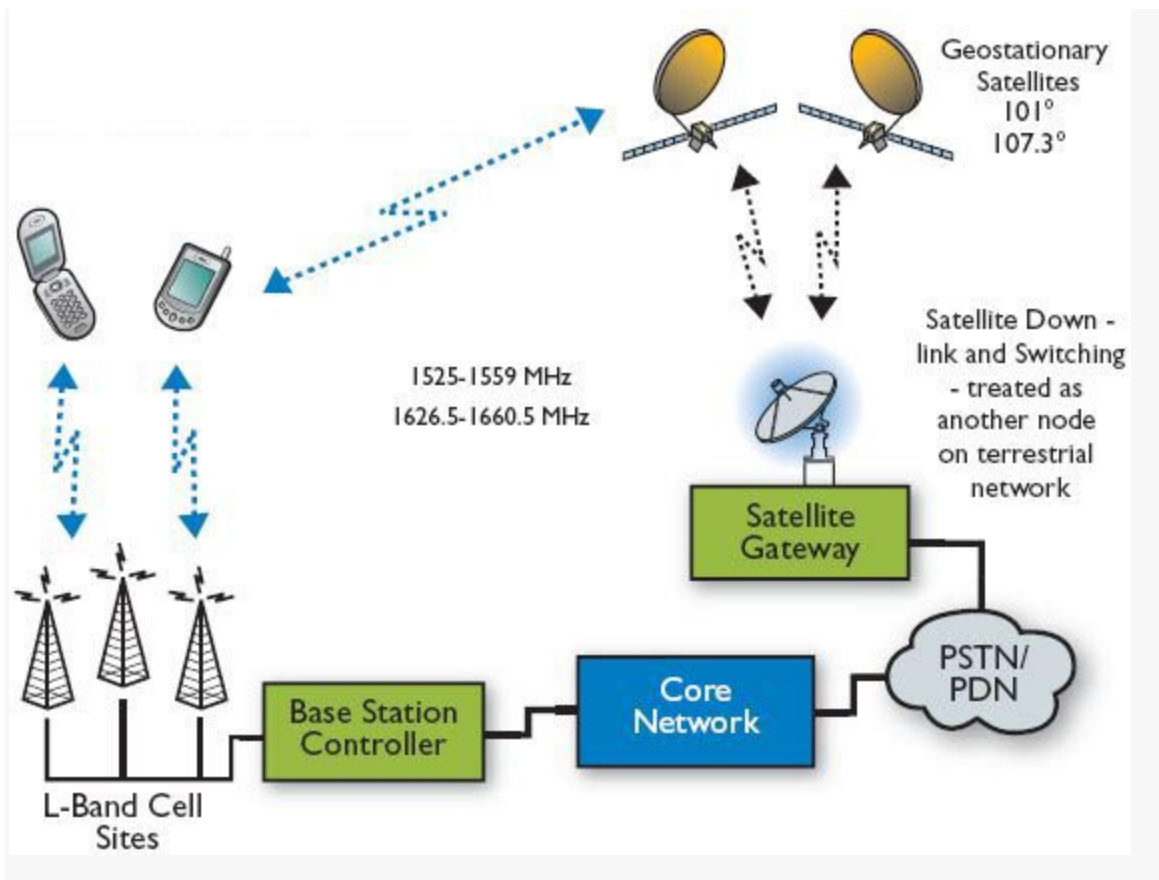 Geostationary
Satellites
101°
107.3°
Satellite Down -
link and Switching
- treated as
another node
on terrestrial
network
1525-1559 MHz
1626.5-1660.5 MHz
Satellite
Gateway
PSTN/
PDN
Core
Network
Base Station
Controller
L-Band Cell
Sites